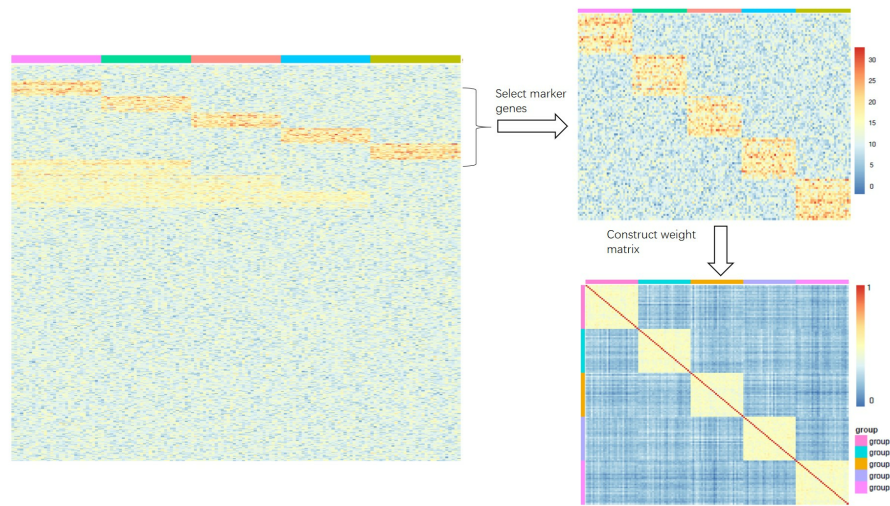 Select marker
genes
30
25
20
15
10
5
0
Construct weight
matrix
1
0
group
group
group
group
group
group